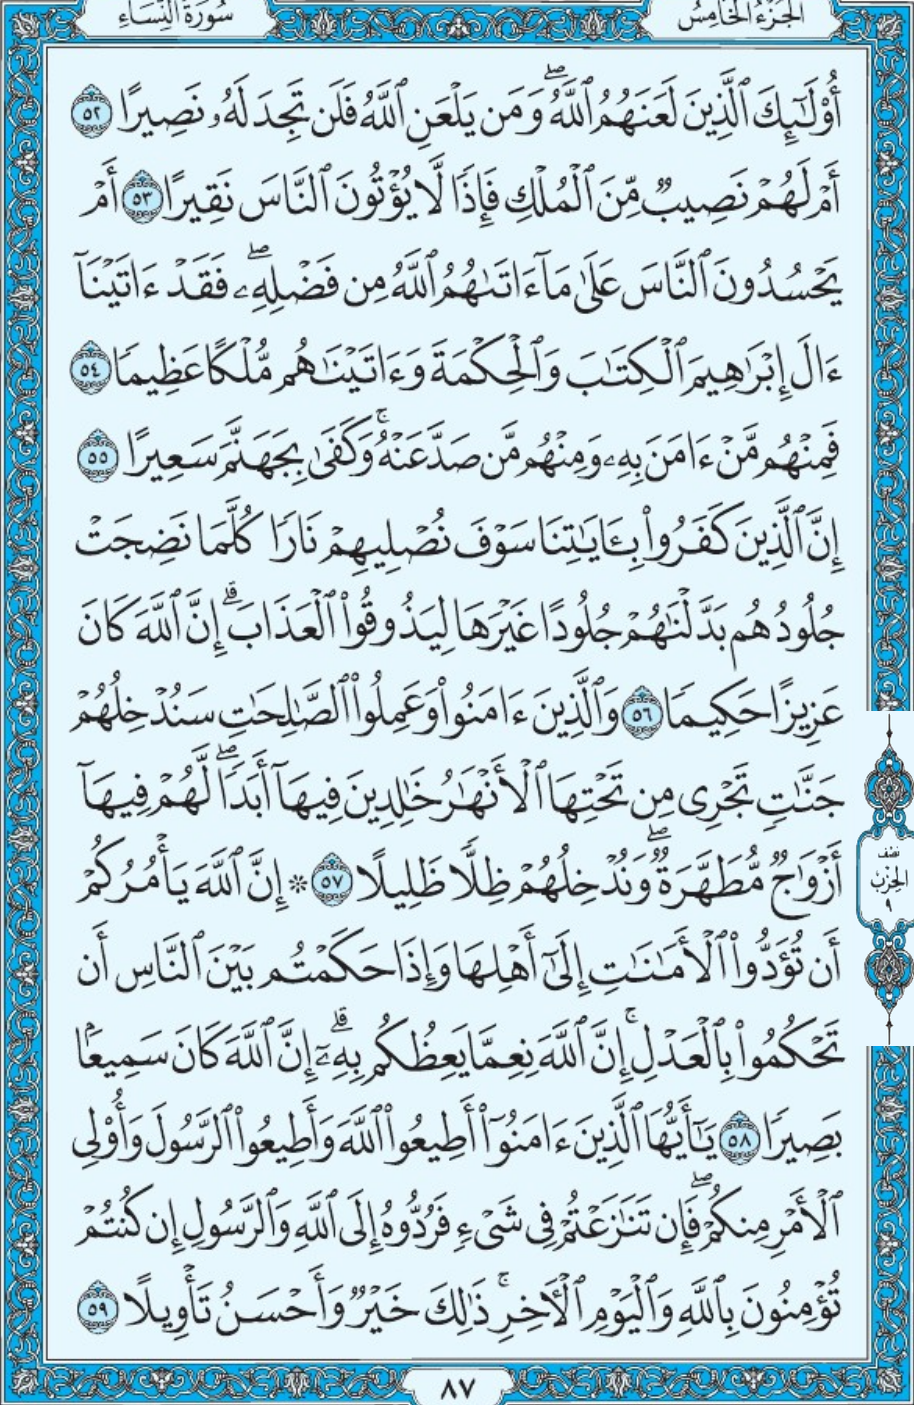 الجزء الخامس
سورة النساء
أُوْلَٰٓئِكَ ٱلَّذِينَ لَعَنَهُمُ ٱللَّهُۖ وَمَن يَلْعَنِ ٱللَّهُ فَلَن تَجِدَ لَهُۥ نَصِيرًا ٥٢
أَمْ لَهُمْ نَصِيبٌ مِّنَ ٱلْمُلْكِ فَإِذًا لَّا يُؤْتُونَ ٱلنَّاسَ نَقِيرًا ٥٣ أَمْ
يَحْسُدُونَ ٱلنَّاسَ عَلَىٰ مَآ ءَاتَىٰهُمُ ٱللَّهُ مِن فَضْلِهِۦۖ فَقَدْ ءَاتَيْنَآ
ءَالَ إِبْرَٰهِيمَ ٱلْكِتَٰبَ وَٱلْحِكْمَةَ وَءَاتَيْنَٰهُم مُّلْكًا عَظِيمًا ٥٤
فَمِنْهُم مَّنْ ءَامَنَ بِهِۦ وَمِنْهُم مَّن صَدَّ عَنْهُۚ وَكَفَىٰ بِجَهَنَّمَ سَعِيرًا ٥٥
إِنَّ ٱلَّذِينَ كَفَرُواْ بِـَٔايَٰتِنَا سَوْفَ نُصْلِيهِمْ نَارًا كُلَّمَا نَضِجَتْ
جُلُودُهُم بَدَّلْنَٰهُمْ جُلُودًا غَيْرَهَا لِيَذُوقُواْ ٱلْعَذَابَۗ إِنَّ ٱللَّهَ كَانَ
عَزِيزًا حَكِيمًا ٥٦ وَٱلَّذِينَ ءَامَنُواْ وَعَمِلُواْ ٱلصَّٰلِحَٰتِ سَنُدْخِلُهُمْ
جَنَّٰتٍ تَجْرِى مِن تَحْتِهَا ٱلْأَنْهَٰرُ خَٰلِدِينَ فِيهَآ أَبَدًاۖ لَّهُمْ فِيهَآ
أَزْوَٰجٌ مُّطَهَّرَةٌۖ وَنُدْخِلُهُمْ ظِلًّا ظَلِيلًا ٥٧ ۞ إِنَّ ٱللَّهَ يَأْمُرُكُمْ
نصف
الحزب
٩
أَن تُؤَدُّواْ ٱلْأَمَٰنَٰتِ إِلَىٰٓ أَهْلِهَا وَإِذَا حَكَمْتُم بَيْنَ ٱلنَّاسِ أَن
تَحْكُمُواْ بِٱلْعَدْلِۚ إِنَّ ٱللَّهَ نِعِمَّا يَعِظُكُم بِهِۦٓۗ إِنَّ ٱللَّهَ كَانَ سَمِيعًۢا
بَصِيرًا ٥٨ يَٰٓأَيُّهَا ٱلَّذِينَ ءَامَنُوٓاْ أَطِيعُواْ ٱللَّهَ وَأَطِيعُواْ ٱلرَّسُولَ وَأُوْلِى
ٱلْأَمْرِ مِنكُمْۖ فَإِن تَنَٰزَعْتُمْ فِى شَىْءٍ فَرُدُّوهُ إِلَى ٱللَّهِ وَٱلرَّسُولِ إِن كُنتُمْ
تُؤْمِنُونَ بِٱللَّهِ وَٱلْيَوْمِ ٱلْأٓخِرِۚ ذَٰلِكَ خَيْرٌ وَأَحْسَنُ تَأْوِيلًا ٥٩
٨٧